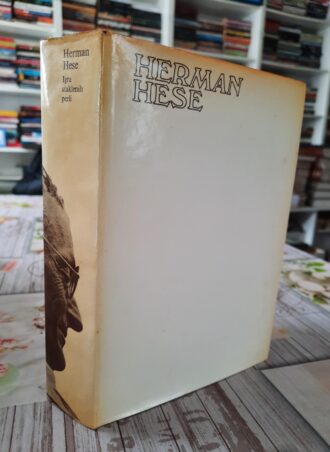 Herman
Hese
Igra
staklenih
perli
HERMAN
HESE